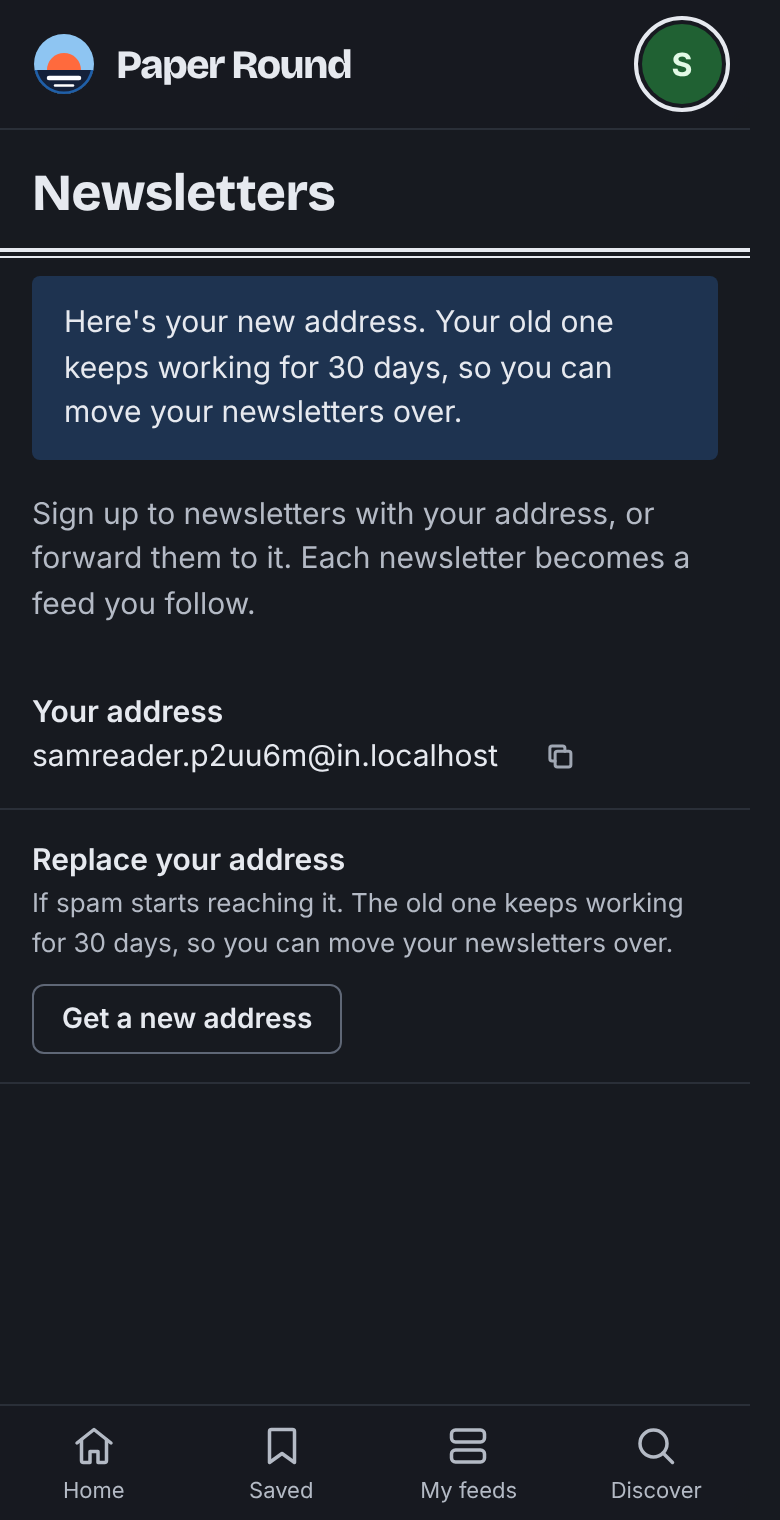 Paper Round
S
Newsletters
Here's your new address. Your old one
keeps working for 30 days, so you can
move your newsletters over.
Sign up to newsletters with your address, or
forward them to it. Each newsletter becomes a
feed you follow.
Your address
samreader.p2uu6m@in.localhost
Replace your address
If spam starts reaching it. The old one keeps working
for 30 days, so you can move your newsletters over.
Get a new address
Home
Saved
My feeds
Discover